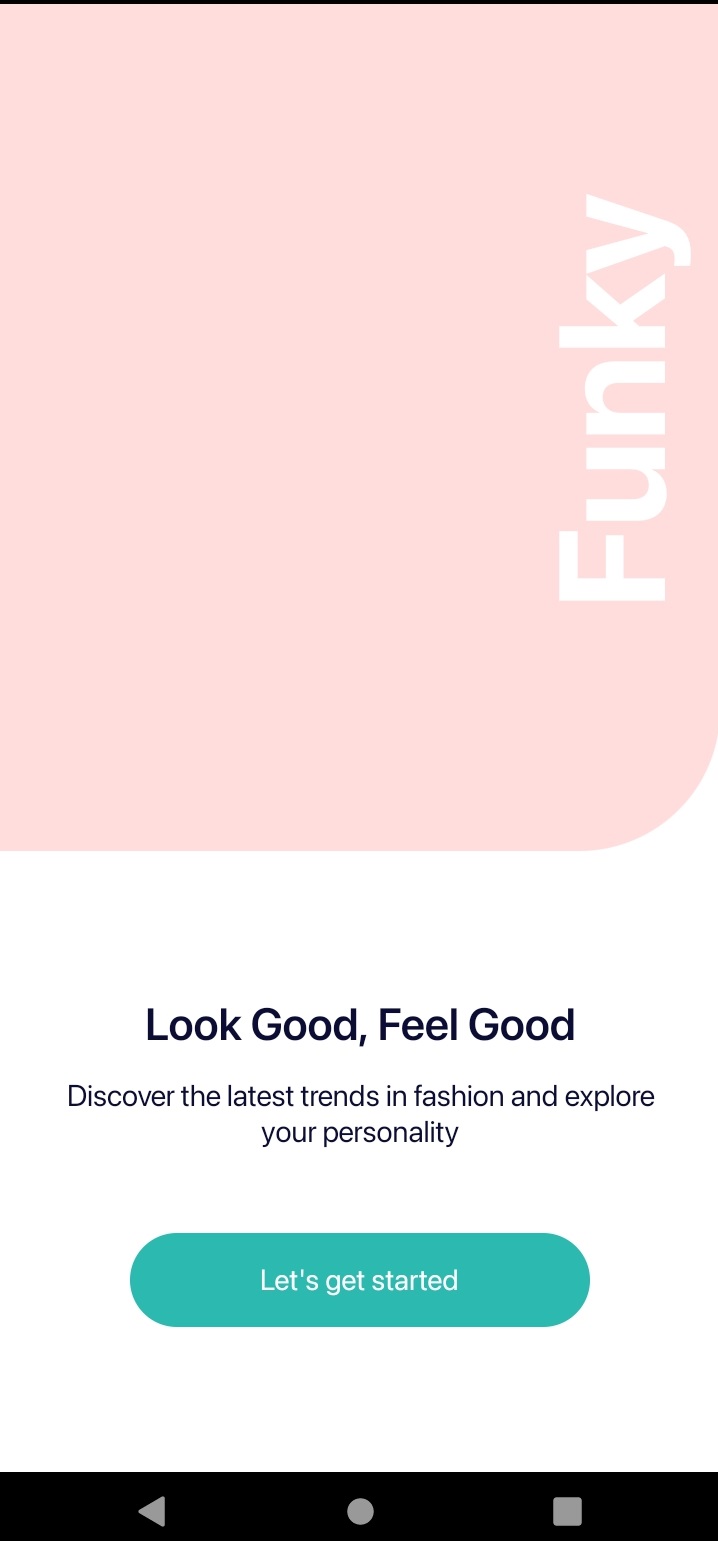 Funky
Look Good, Feel Good
Discover the latest trends in fashion and explore
your personality
Let's get started